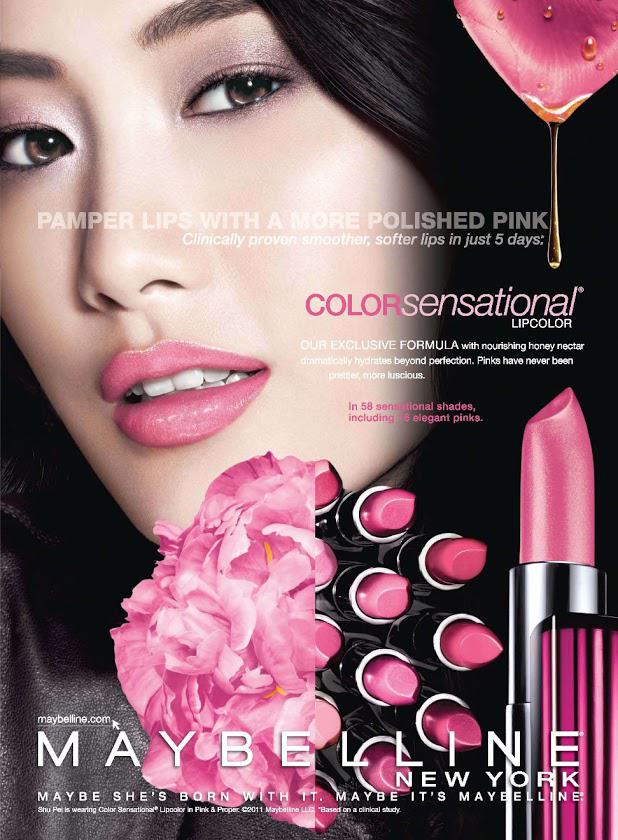 PAMPER LIPS WITH A MORE POLISHED PINK
Clinically proven smoother, softer lips in just 5 days.*
COLORsensational®
LIPCOLOR
OUR EXCLUSIVE FORMULA with nourishing honey nectar
dramatically hydrates beyond perfection. Pinks have never been
prettier, more luscious.
In 58 sensational shades,
including elegant pinks.
maybelline.com
MAYBELLINE®
NEW YORK
MAYBE SHE'S BORN WITH IT. MAYBE IT'S MAYBELLINE®
Shu Pei is wearing Color Sensational® Lipcolor in Pink & Proper. ©2011 Maybelline LLC. *Based on a clinical study.